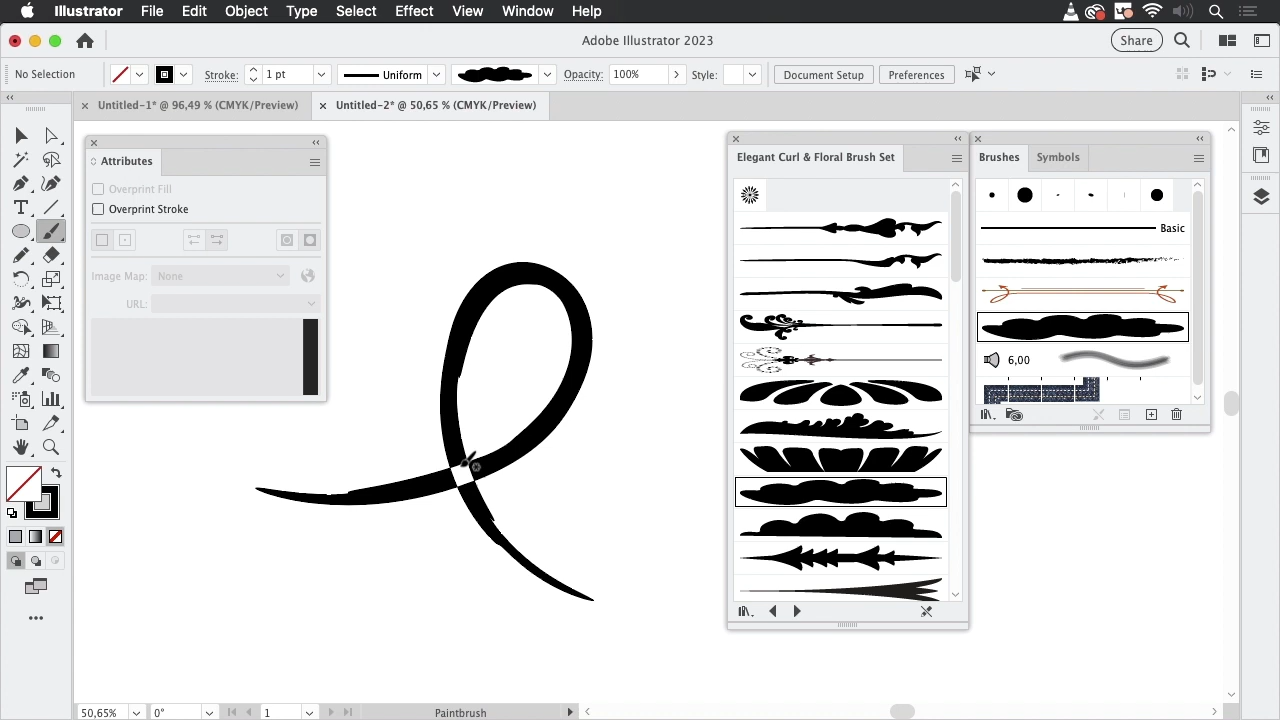 Illustrator File Edit Object Type Select Effect View Window Help
Adobe Illustrator 2023
Share
No Selection
Stroke:
1 pt
Uniform
Opacity:
100%
Style:
Document Setup
Preferences
Untitled-1* @ 96,49 % (CMYK/Preview)
Untitled-2* @ 50,65 % (CMYK/Preview)
Attributes
Overprint Fill
Overprint Stroke
Image Map:
None
URL:
Elegant Curl & Floral Brush Set
Brushes
Symbols
Basic
6,00
50,65%
0°
1
Paintbrush